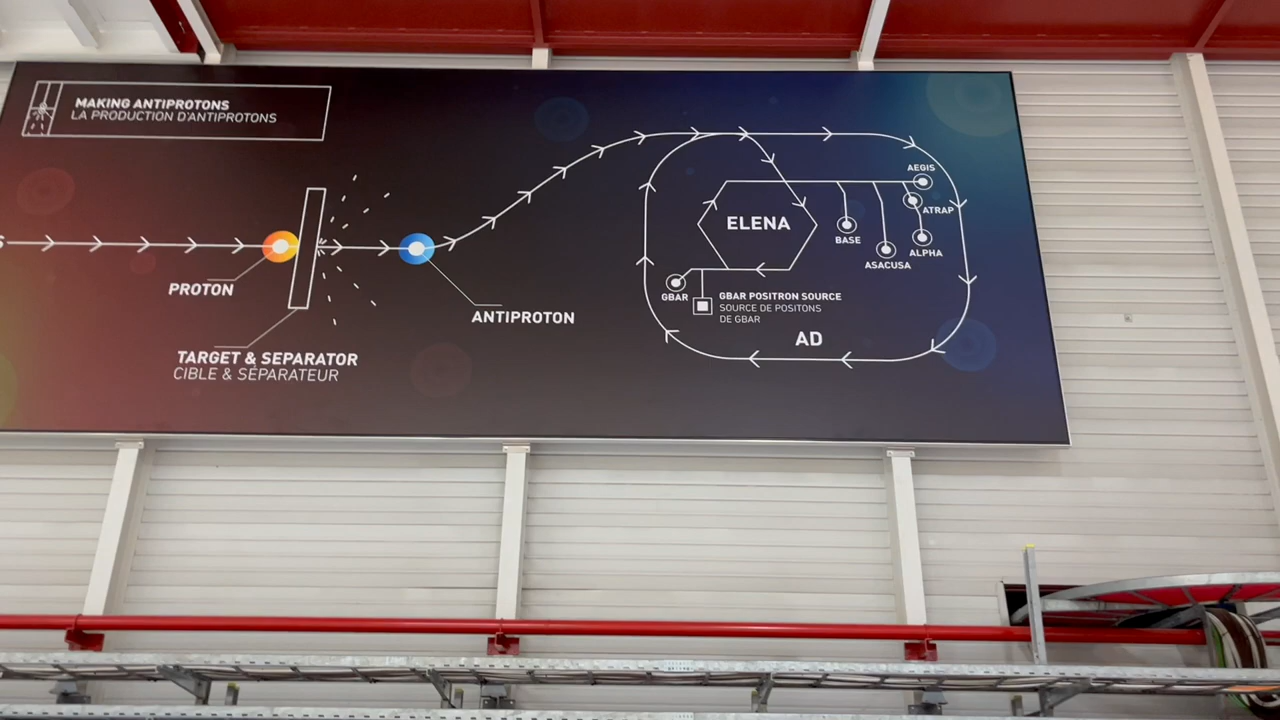 MAKING ANTIPROTONS
LA PRODUCTION D'ANTIPROTONS
PROTON
TARGET & SEPARATOR
CIBLE & SÉPARATEUR
ANTIPROTON
ELENA
AEGIS
ATRAP
BASE
ALPHA
ASACUSA
GBAR
GBAR POSITRON SOURCE
SOURCE DE POSITONS
DE GBAR
AD